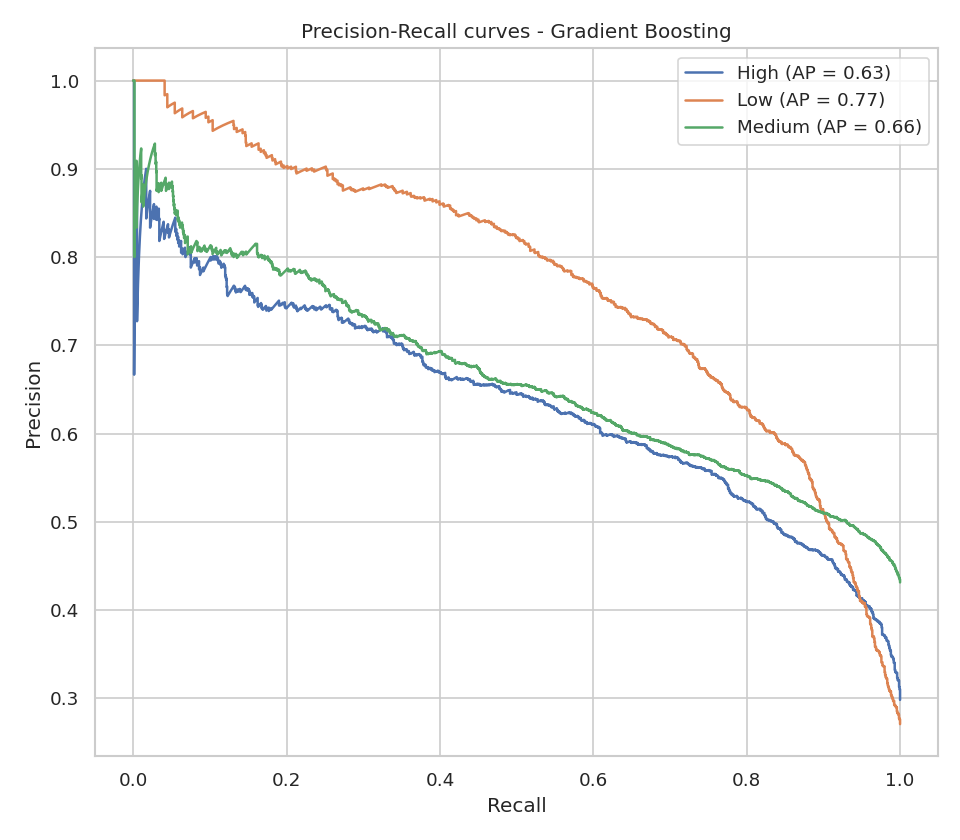 Precision-Recall curves - Gradient Boosting
High (AP = 0.63)
Low (AP = 0.77)
Medium (AP = 0.66)
Precision
1.0
0.9
0.8
0.7
0.6
0.5
0.4
0.3
0.0 0.2 0.4 0.6 0.8 1.0
Recall